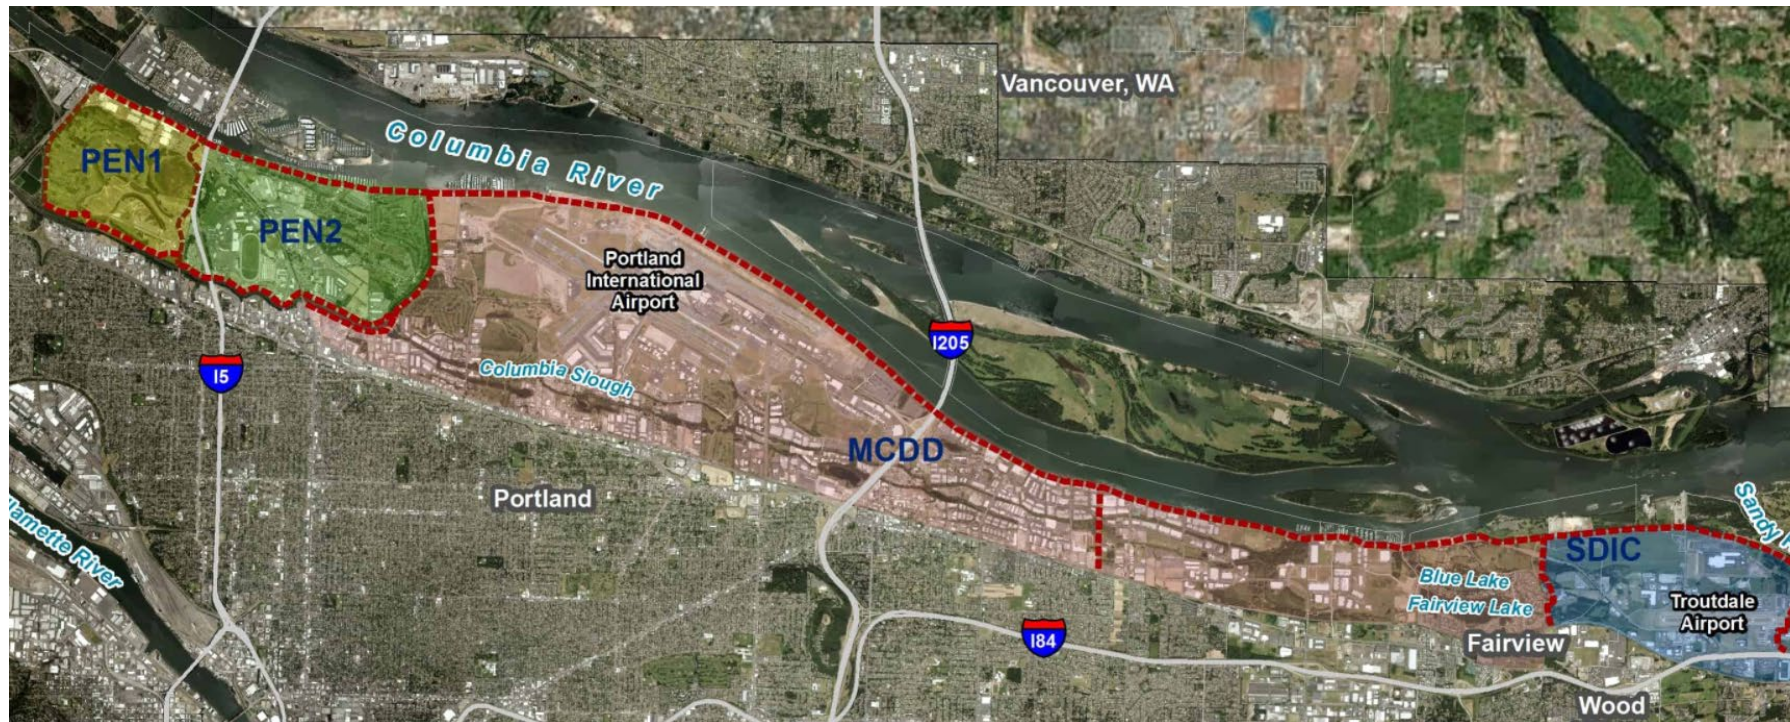 Vancouver, WA
Columbia River
PEN1
PEN2
Portland
International
Airport
I205
I5
Columbia Slough
MCDD
Portland
Sandy
SDIC
Blue Lake
Fairview Lake
Troutdale
Airport
River
I84
Fairview
Wood